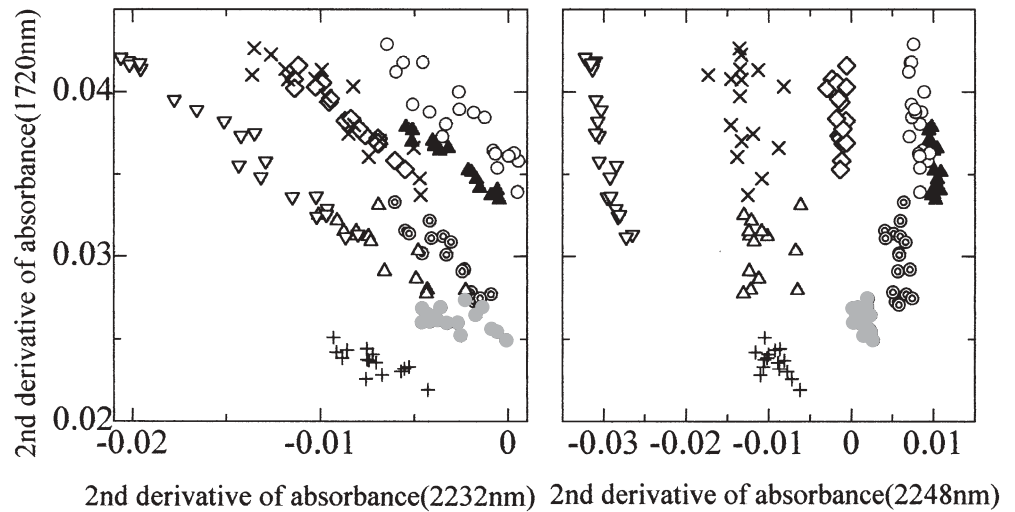 2nd derivative of absorbance(1720nm)
0.04
0.03
0.02
-0.02 -0.01 0 -0.03 -0.02 -0.01 0 0.01
2nd derivative of absorbance(2232nm) 2nd derivative of absorbance(2248nm)